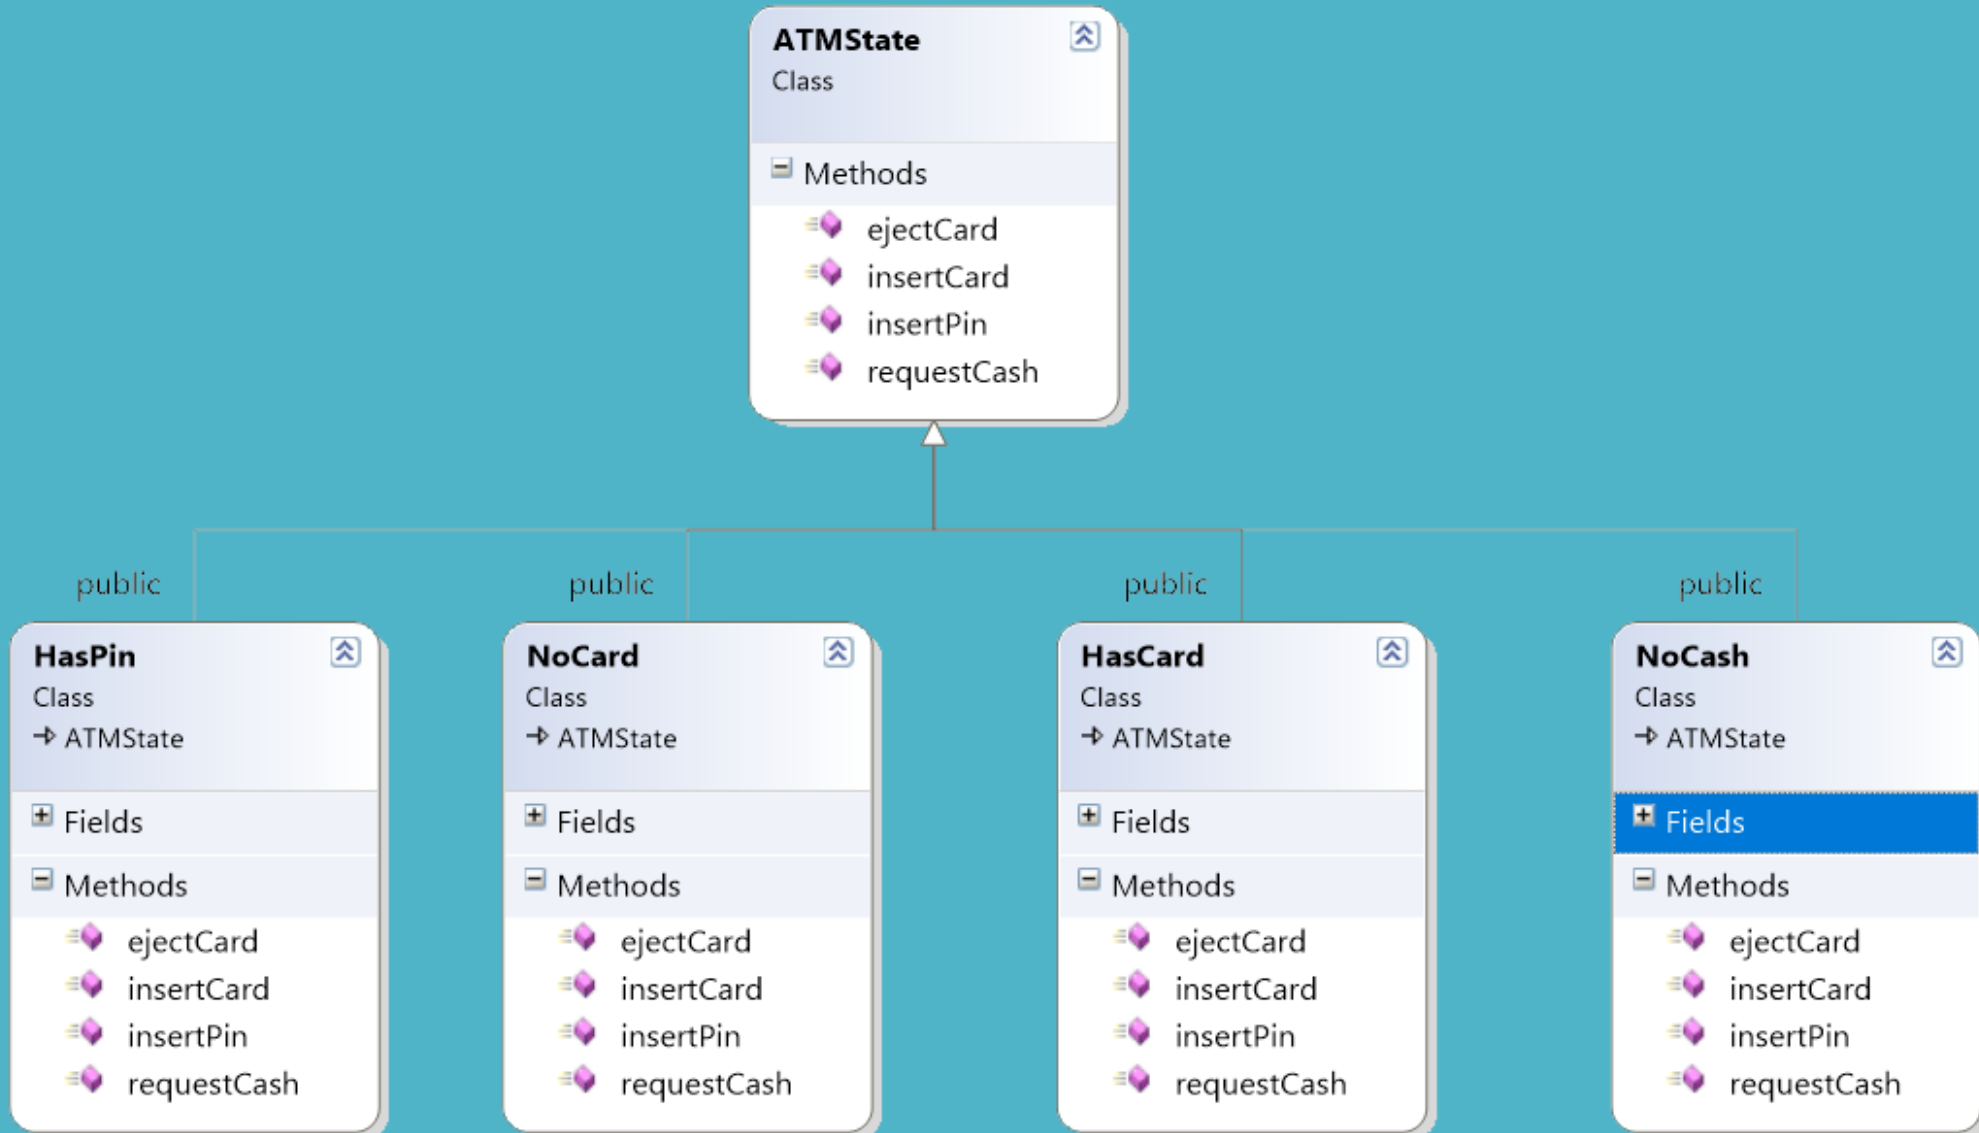 ATMState
Class
Methods
ejectCard
insertCard
insertPin
requestCash
public
public
public
public
HasPin
Class
ATMState
Fields
Methods
ejectCard
insertCard
insertPin
requestCash
NoCard
Class
ATMState
Fields
Methods
ejectCard
insertCard
insertPin
requestCash
HasCard
Class
ATMState
Fields
Methods
ejectCard
insertCard
insertPin
requestCash
NoCash
Class
ATMState
Fields
Methods
ejectCard
insertCard
insertPin
requestCash